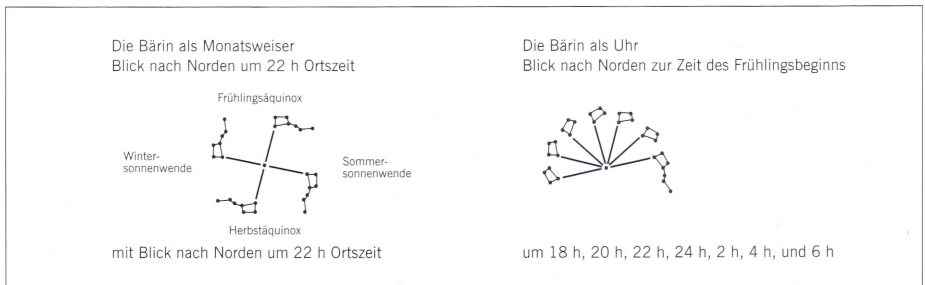 Die Bärin als Monatsweiser
Blick nach Norden um 22 h Ortszeit
Frühlingsäquinox
Winter-
sonnenwende
Sommer-
sonnenwende
Herbstäquinox
mit Blick nach Norden um 22 h Ortszeit
Die Bärin als Uhr
Blick nach Norden zur Zeit des Frühlingsbeginns
um 18 h, 20 h, 22 h, 24 h, 2 h, 4 h, und 6 h